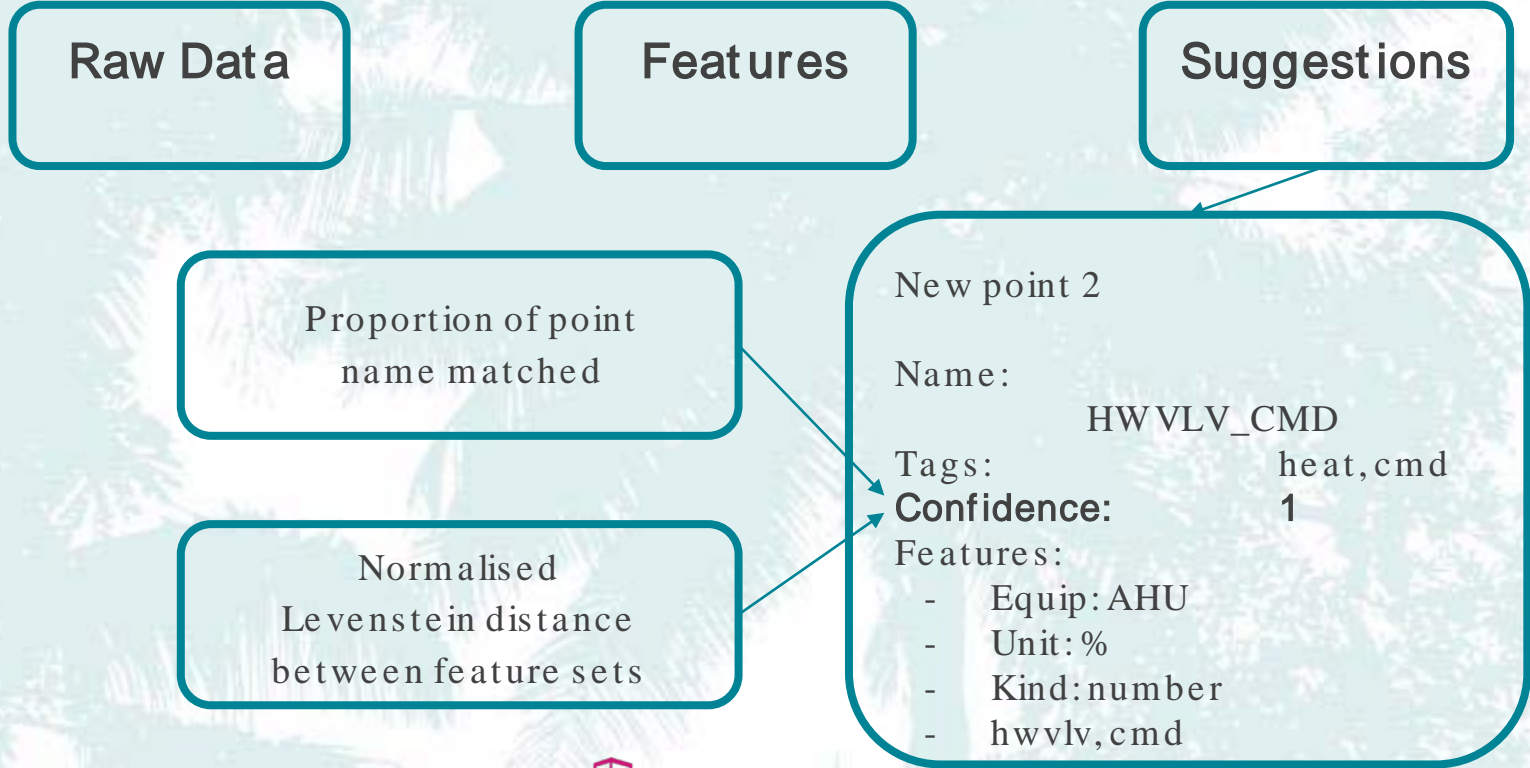 Raw Data
Features
Suggestions
Proportion of point
name matched
Normalised
Levenstein distance
between feature sets
New point 2
Name:
HWVLV_CMD
Tags: heat,cmd
Confidence: 1
Features:
- Equip: AHU
- Unit: %
- Kind: number
- hwvlv, cmd